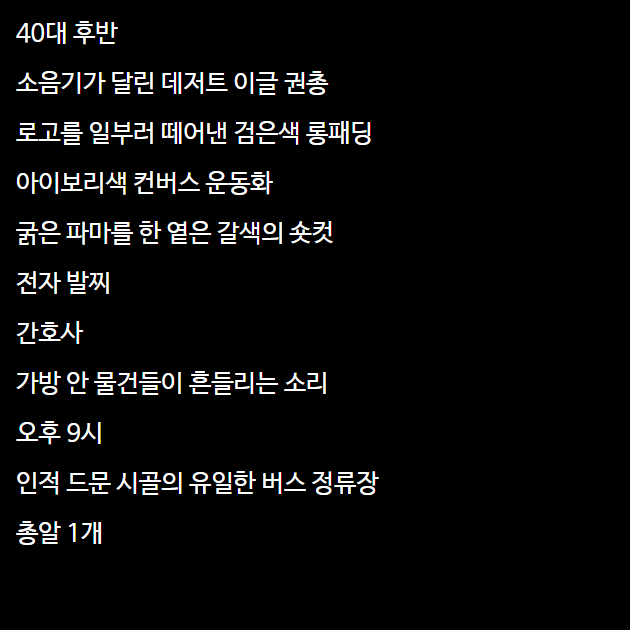 40대 후반
소음기가 달린 데저트 이글 권총
로고를 일부러 떼어낸 검은색 롱패딩
아이보리색 컨버스 운동화
굵은 파마를 한 옅은 갈색의 숏컷
전자 발찌
간호사
가방 안 물건들이 흔들리는 소리
오후 9시
인적 드문 시골의 유일한 버스 정류장
총알 1개